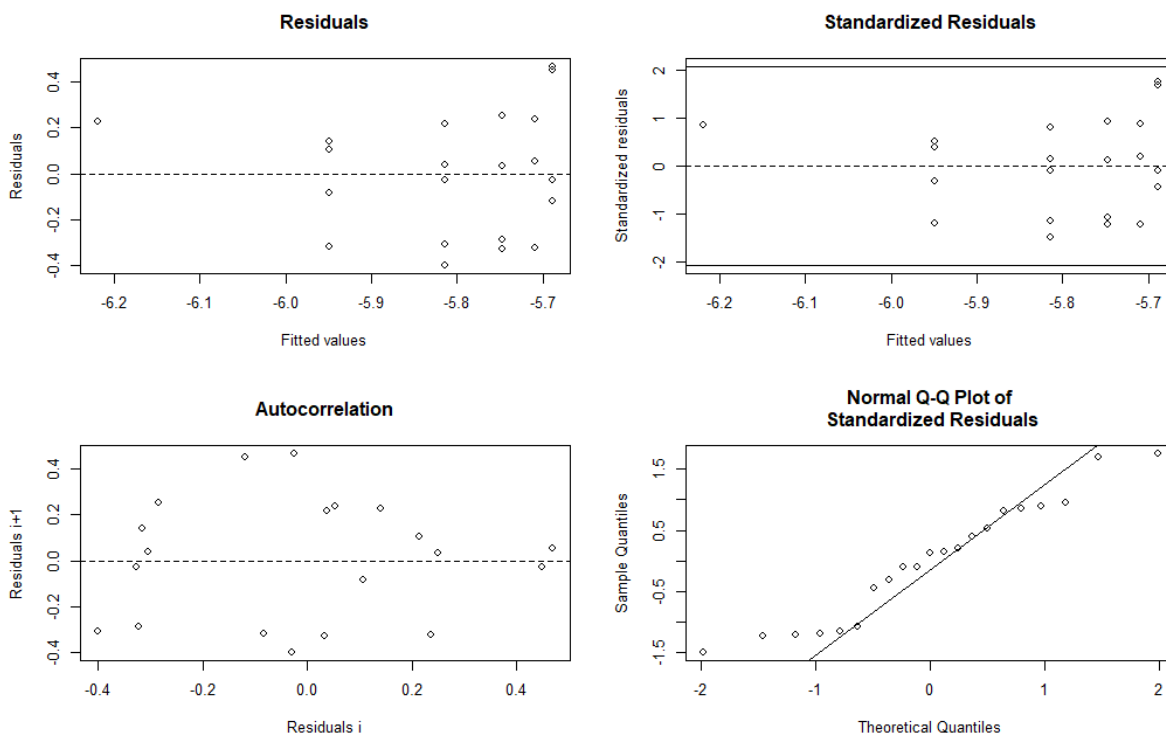 Residuals
Residuals
0.4
0.2
0.0
-0.2
-0.4
-6.2 -6.1 -6.0 -5.9 -5.8 -5.7
Fitted values
Standardized Residuals
Standardized residuals
2
1
0
-1
-2
-6.2 -6.1 -6.0 -5.9 -5.8 -5.7
Fitted values
Autocorrelation
Residuals i+1
0.4
0.2
0.0
-0.2
-0.4
-0.4 -0.2 0.0 0.2 0.4
Residuals i
Normal Q-Q Plot of
Standardized Residuals
Sample Quantiles
1.5
0.5
-0.5
-1.5
-2 -1 0 1 2
Theoretical Quantiles